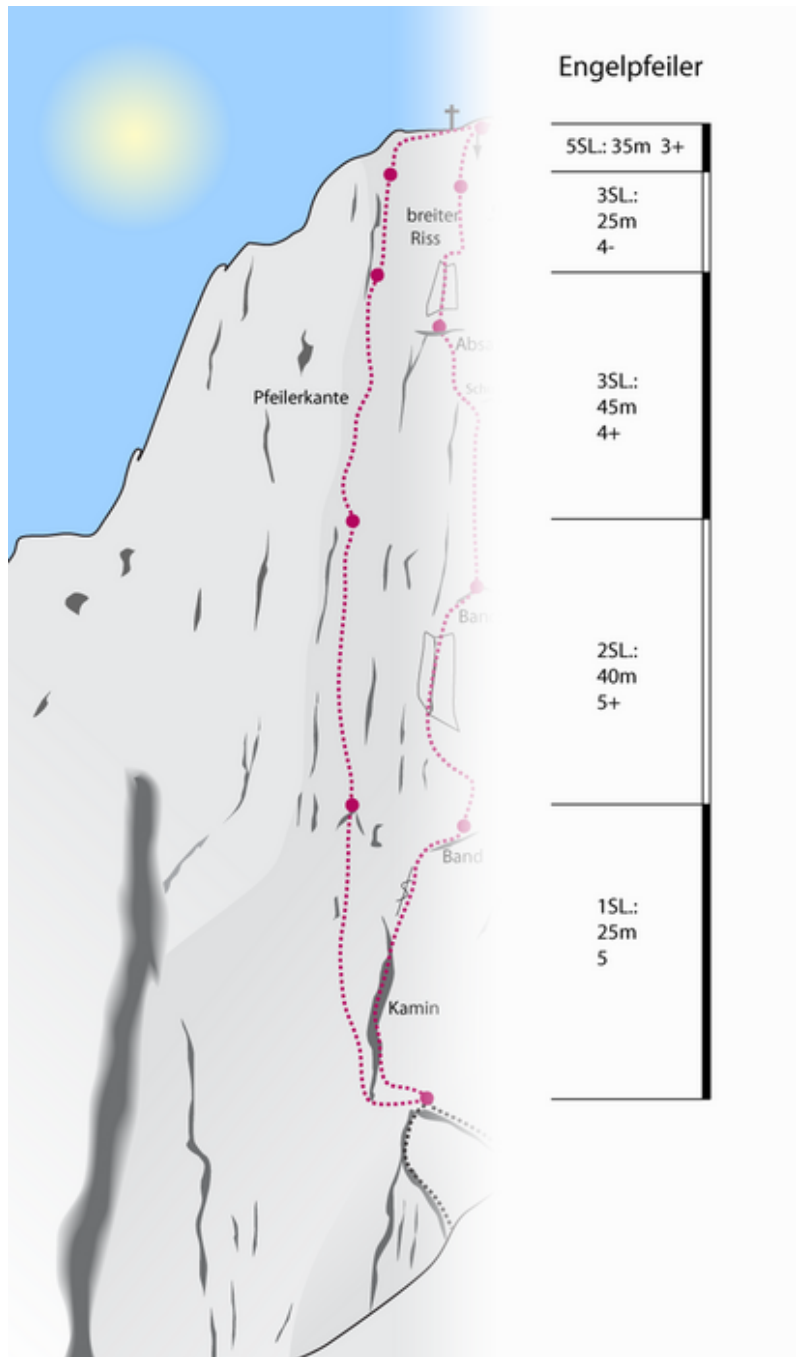 Engelpfeiler
5SL.: 35m 3+
3SL.:
25m
4-
breiter
Riss
3SL.:
45m
4+
Pfeilerkante
2SL.:
40m
5+
Band
1SL.:
25m
5
Kamin